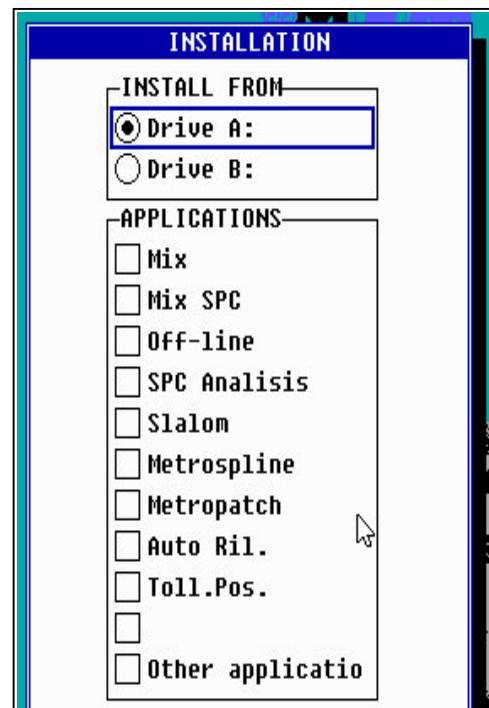 INSTALLATION
INSTALL FROM
Drive A:
Drive B:
APPLICATIONS
Mix
Mix SPC
Off-line
SPC Analisis
Slalom
Metrospline
Metropatch
Auto Ril.
Toll.Pos.
Other applicatio